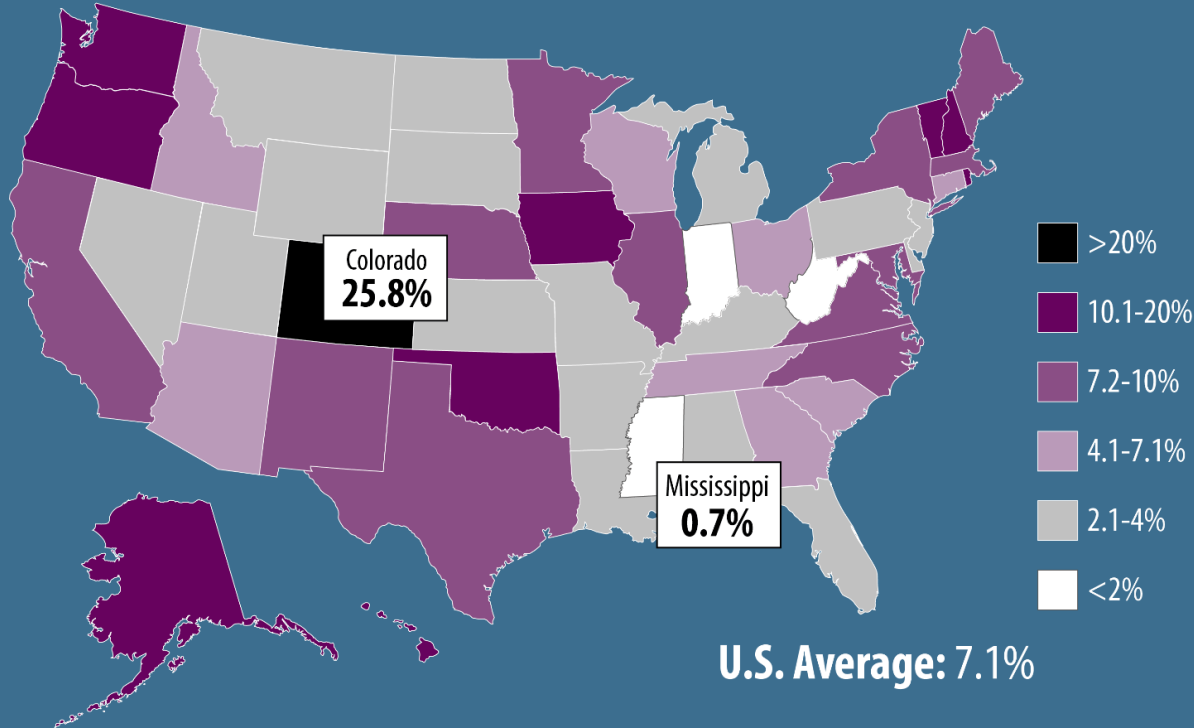 Colorado
25.8%
Mississippi
0.7%
>20%
10.1-20%
7.2-10%
4.1-7.1%
2.1-4%
<2%
U.S. Average: 7.1%